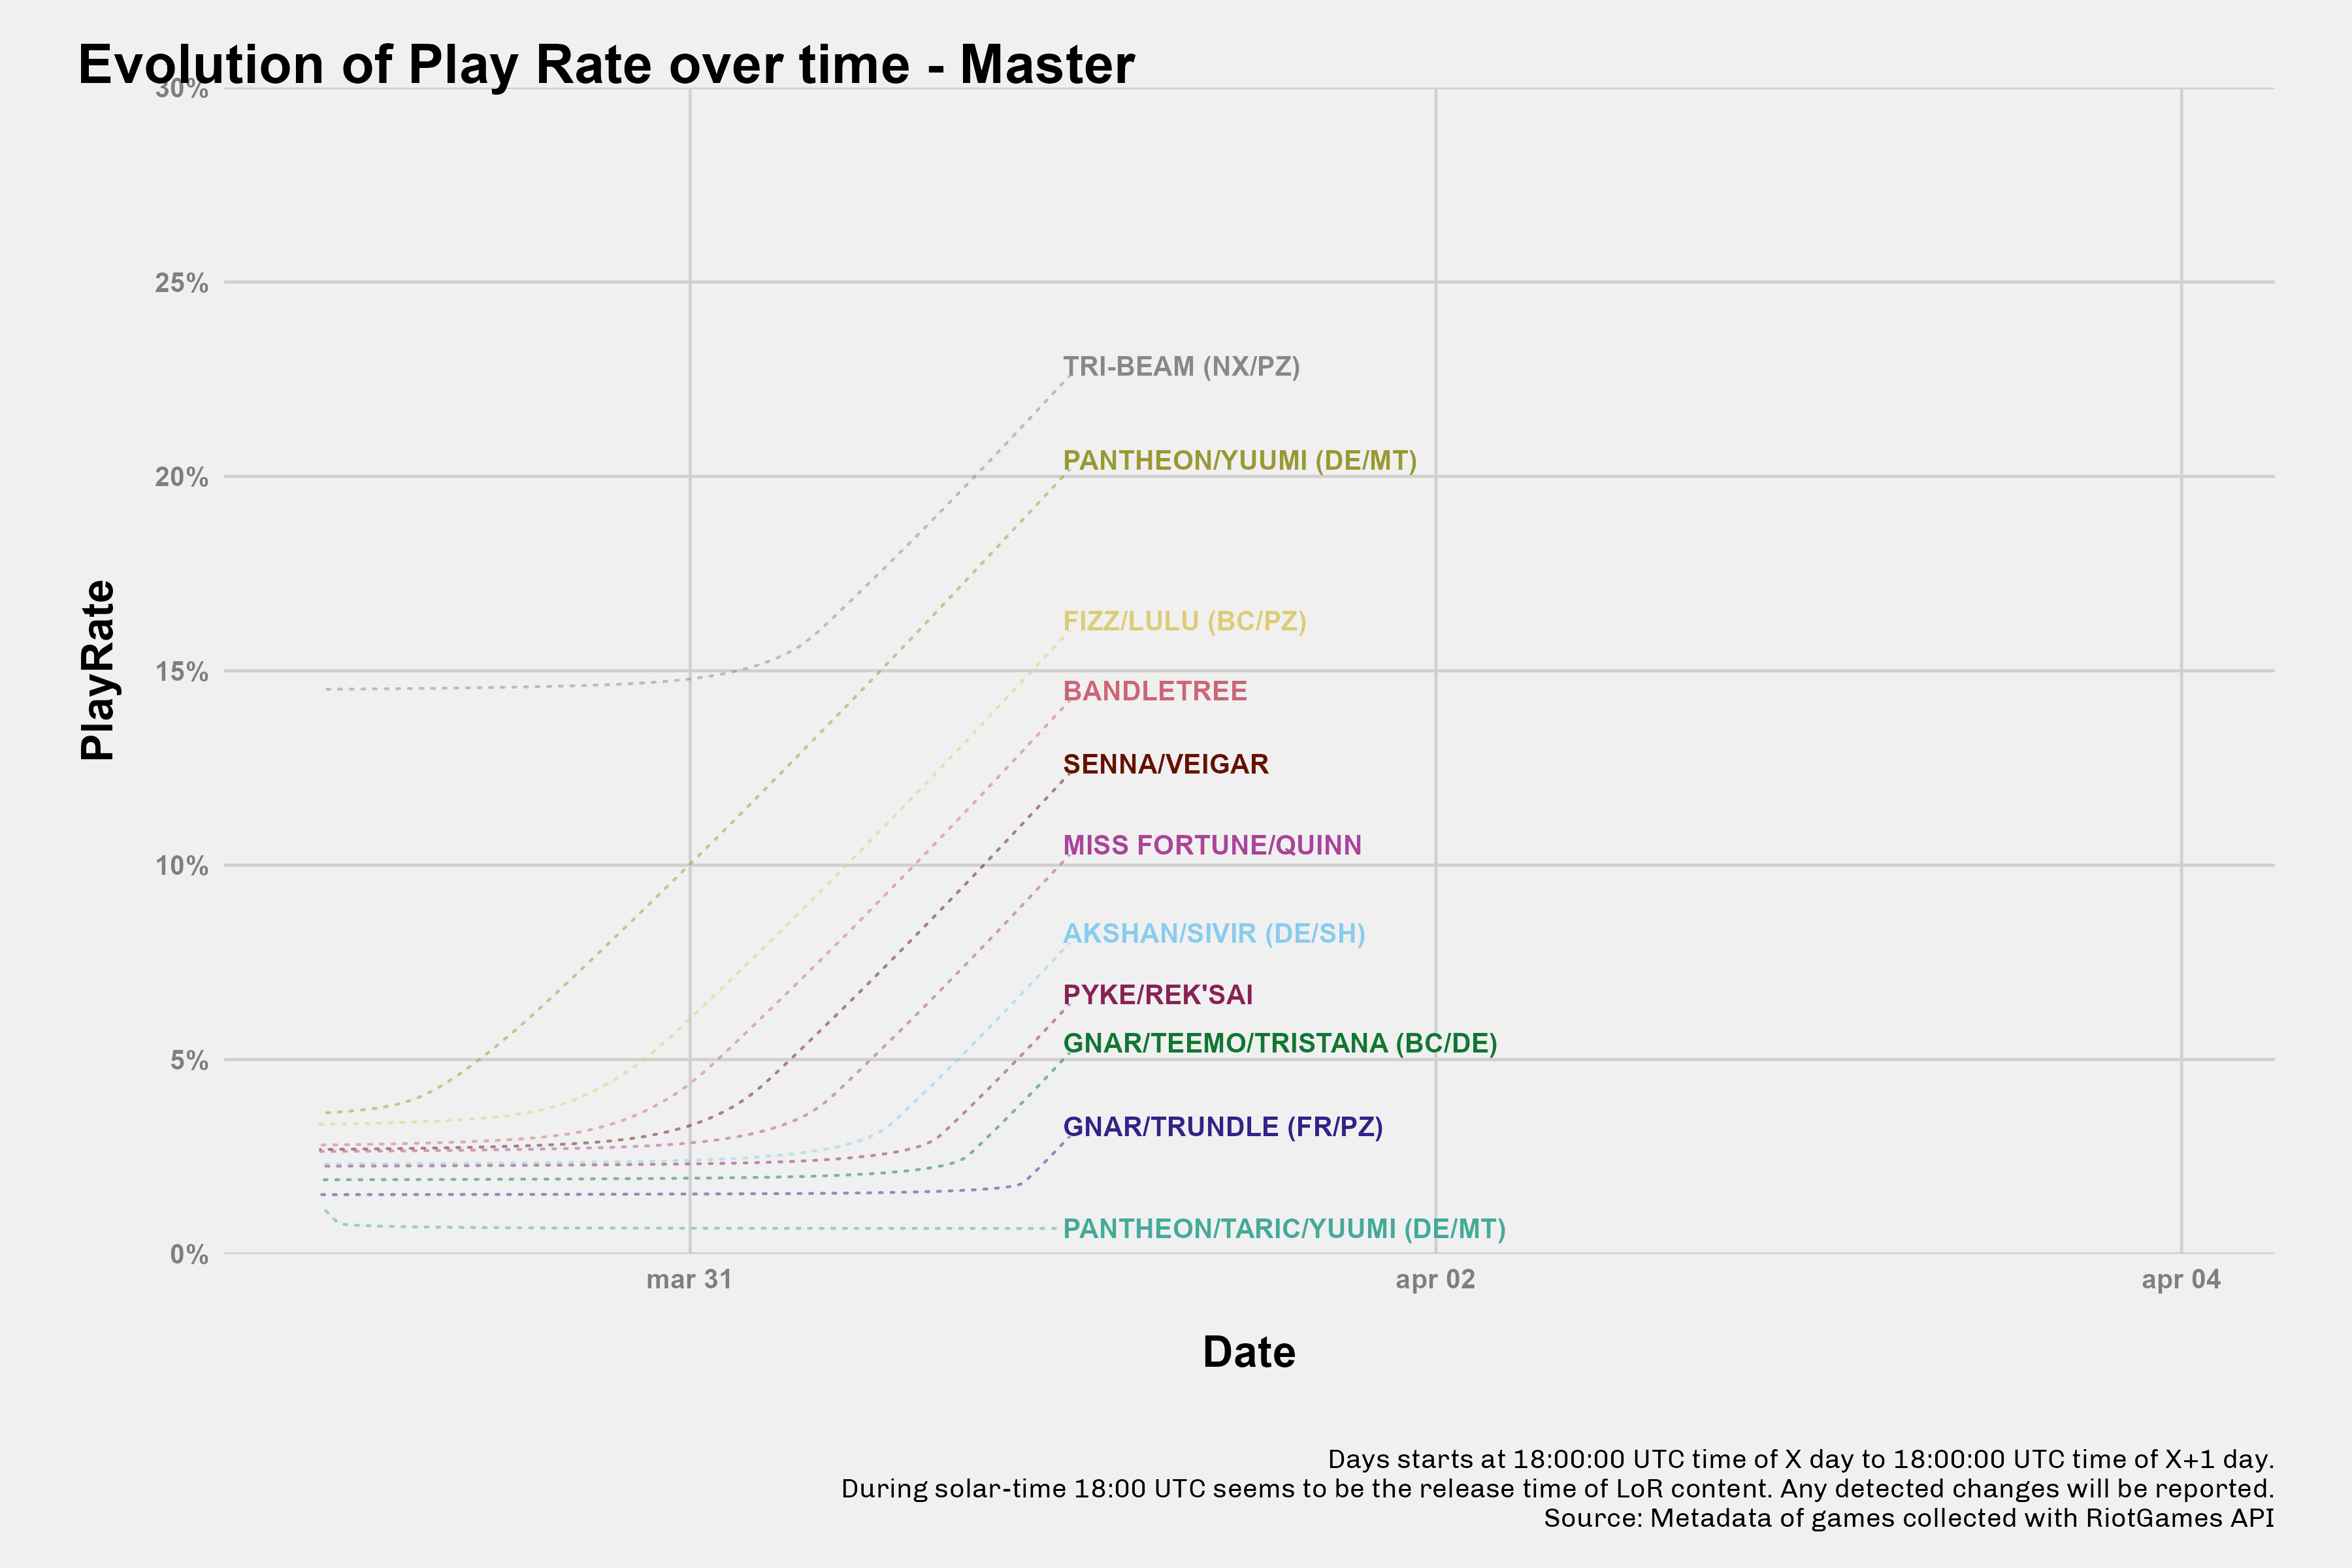 Evolution of Play Rate over time - Master
30%
25%
20%
15%
10%
5%
0%
PlayRate
TRI-BEAM (NX/PZ)
PANTHEON/YUUMI (DE/MT)
FIZZ/LULU (BC/PZ)
BANDLETREE
SENNA/VEIGAR
MISS FORTUNE/QUINN
AKSHAN/SIVIR (DE/SH)
PYKE/REK'SAI
GNAR/TEEMO/TRISTANA (BC/DE)
GNAR/TRUNDLE (FR/PZ)
PANTHEON/TARIC/YUUMI (DE/MT)
mar 31
apr 02
apr 04
Date
Days starts at 18:00:00 UTC time of X day to 18:00:00 UTC time of X+1 day.
During solar-time 18:00 UTC seems to be the release time of LoR content. Any detected changes will be reported.
Source: Metadata of games collected with RiotGames API